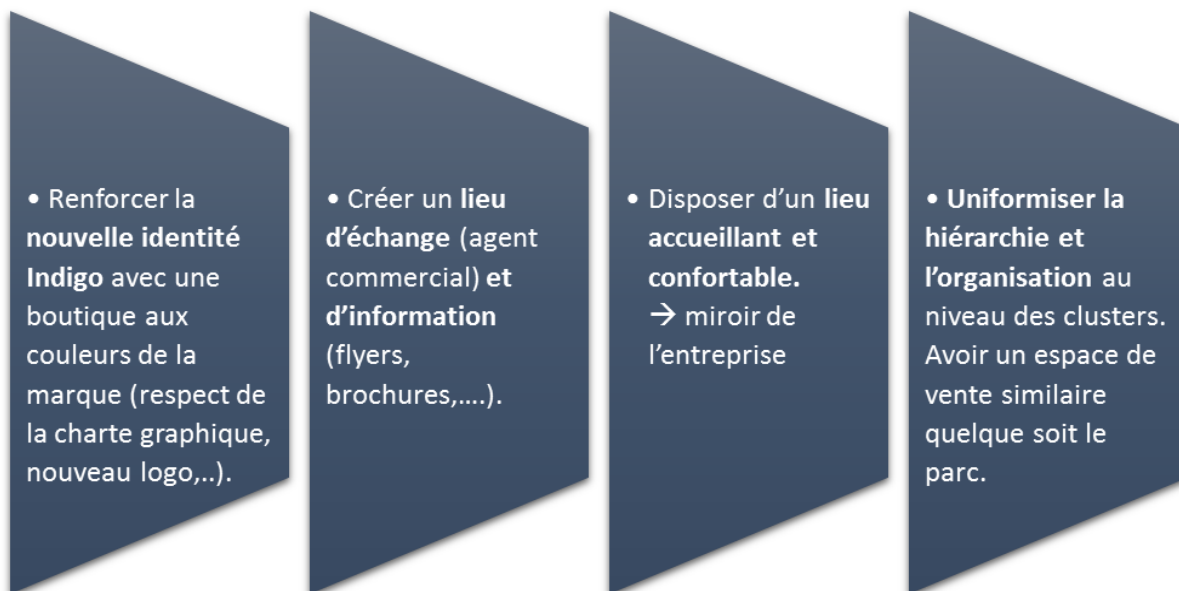 • Renforcer la
nouvelle identité
Indigo avec une
boutique aux
couleurs de la
marque (respect de
la charte graphique,
nouveau logo,..).
• Créer un lieu
d’échange (agent
commercial) et
d’information
(flyers,
brochures,....).
• Disposer d’un lieu
accueillant et
confortable.
→ miroir de
l’entreprise
• Uniformiser la
hiérarchie et
l’organisation au
niveau des clusters.
Avoir un espace de
vente similaire
quelque soit le
parc.